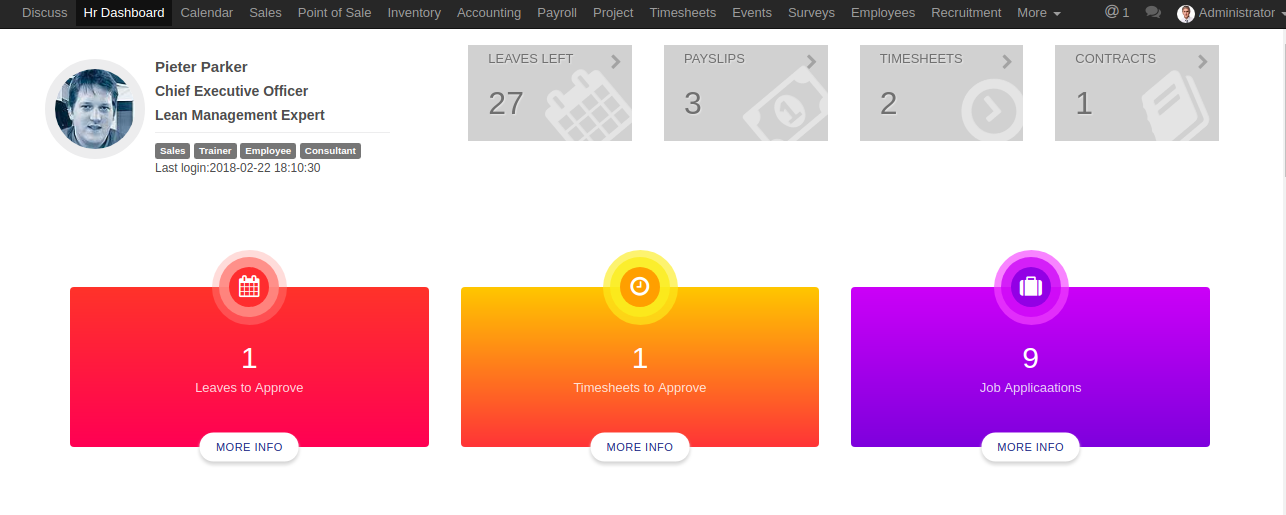 Discuss Hr Dashboard Calendar Sales Point of Sale Inventory Accounting Payroll Project Timesheets Events Surveys Employees Recruitment More @ 1 Administrator
Pieter Parker
Chief Executive Officer
Lean Management Expert
Sales Trainer Employee Consultant
Last login:2018-02-22 18:10:30
LEAVES LEFT
27
PAYSLIPS
3
TIMESHEETS
2
CONTRACTS
1
1
Leaves to Approve
MORE INFO
1
Timesheets to Approve
MORE INFO
9
Job Applicaations
MORE INFO